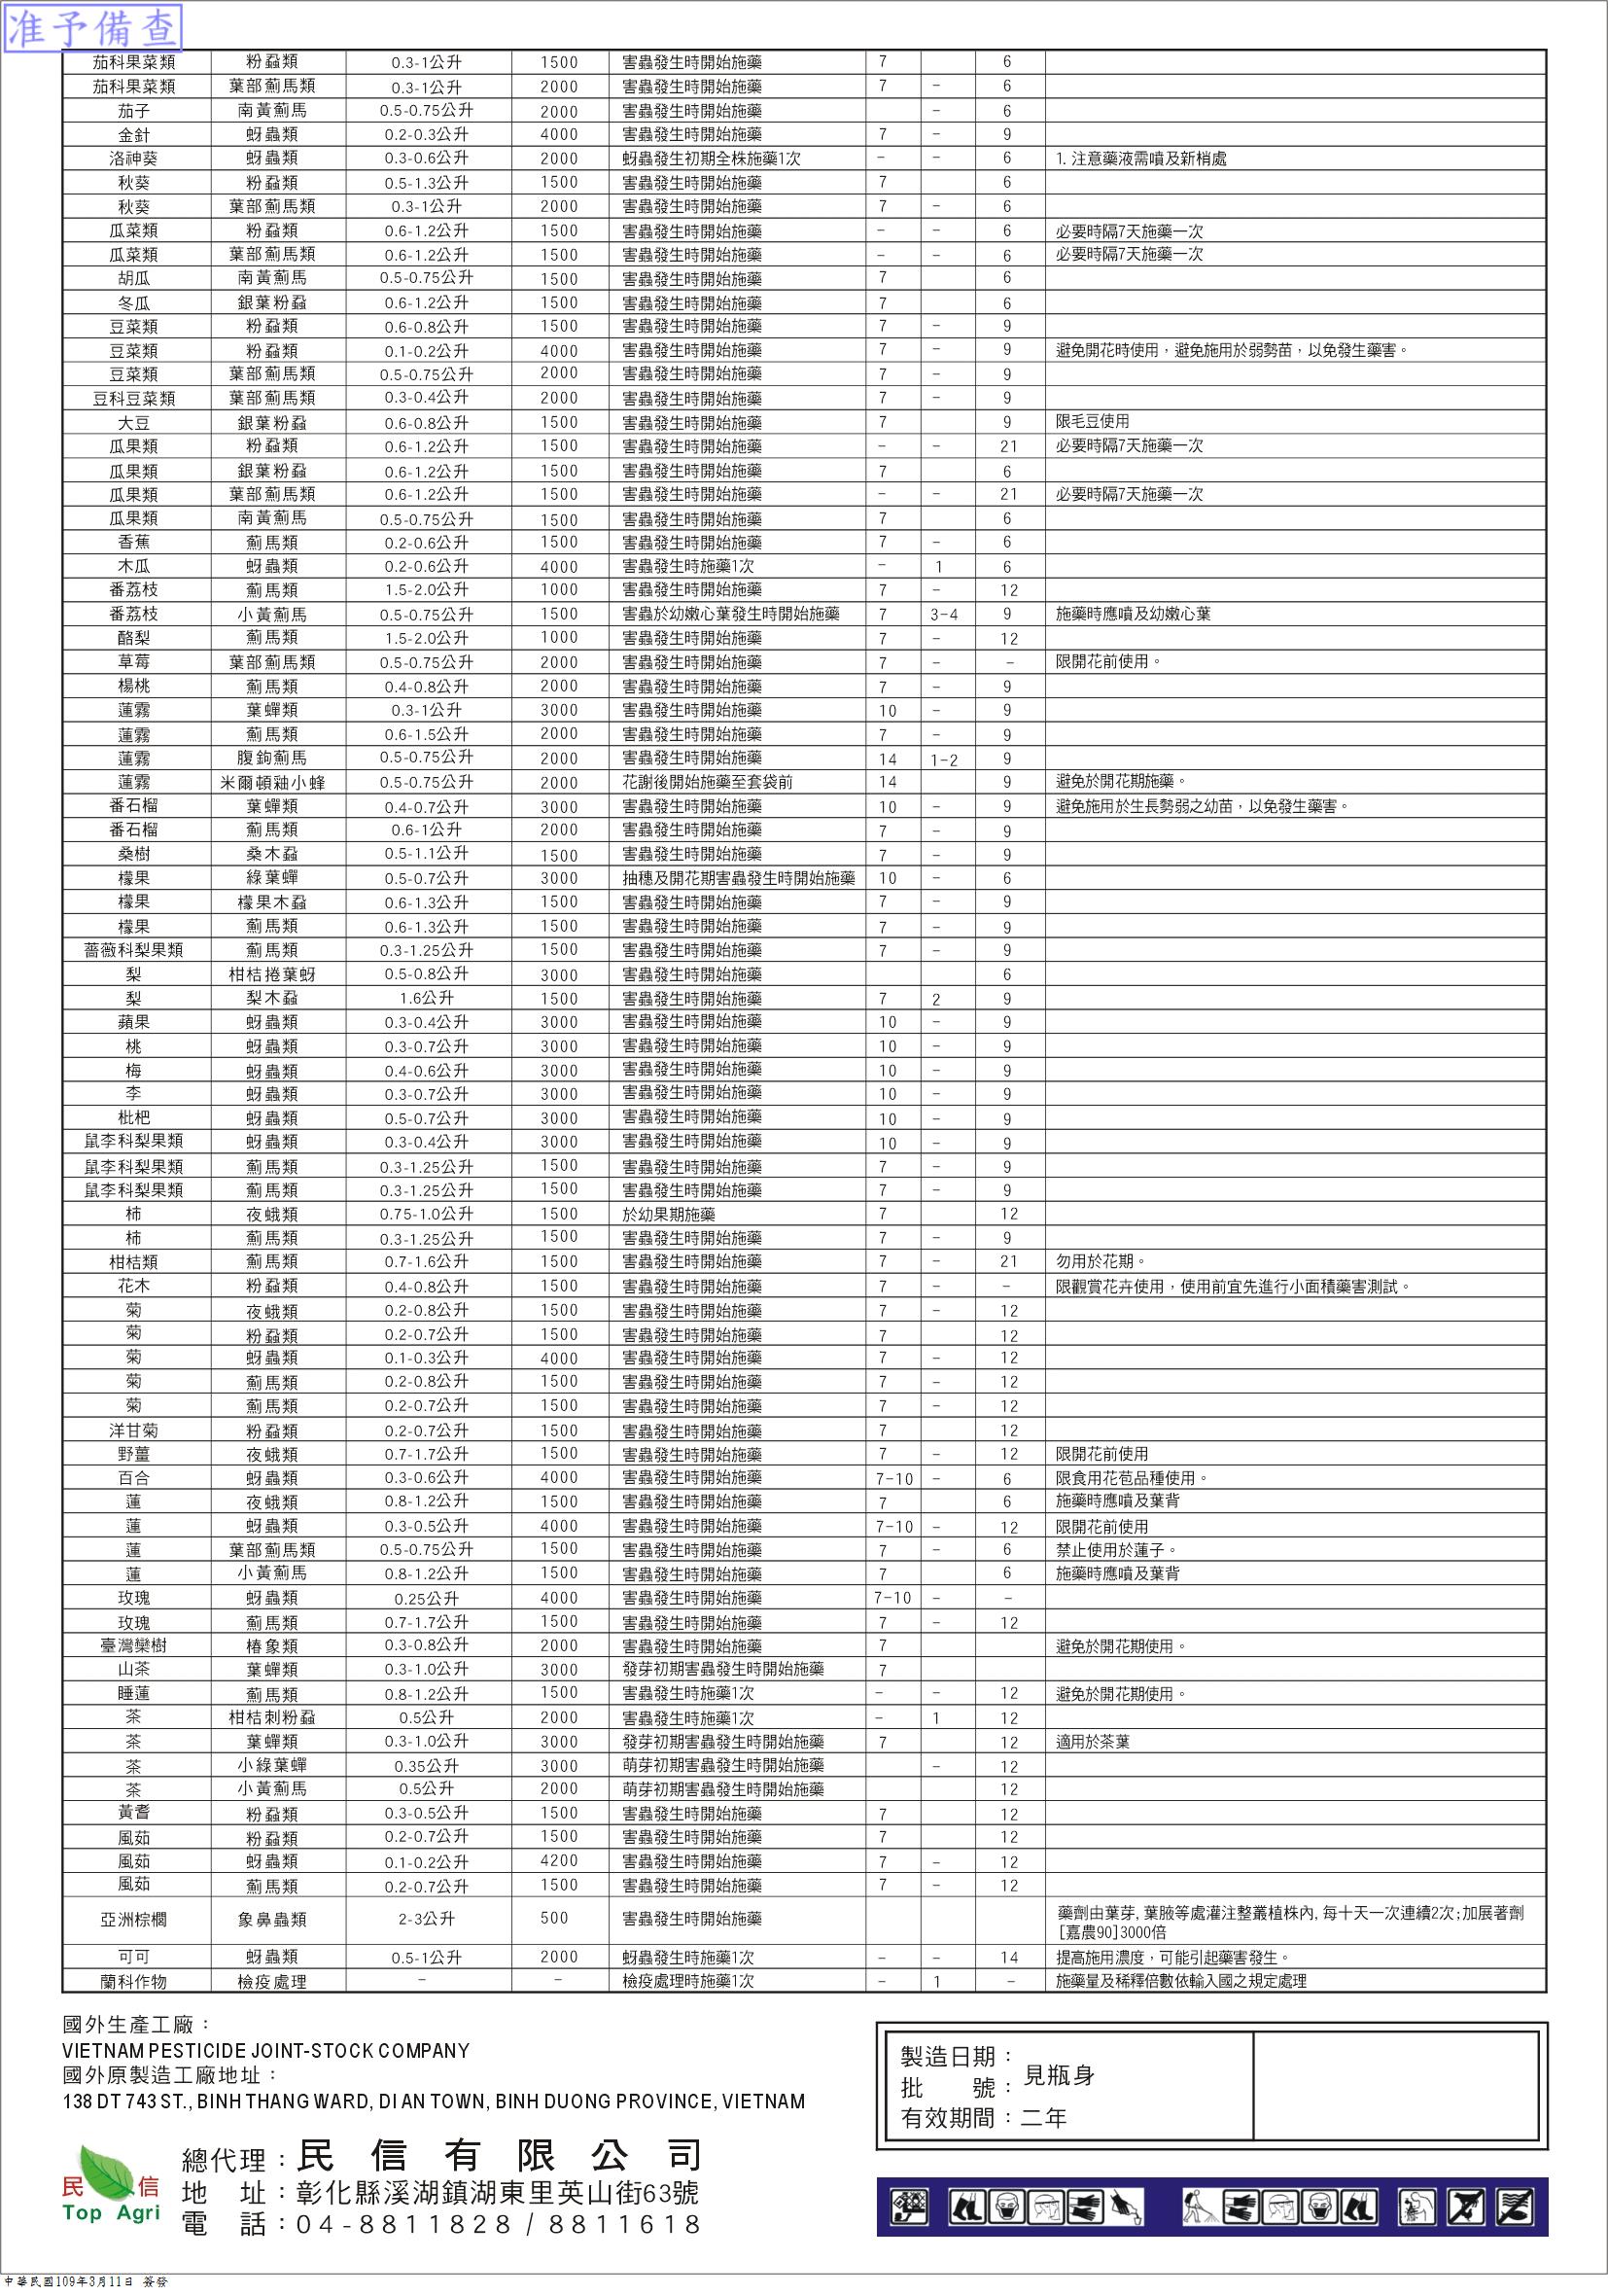 准予備查
茄科果菜類 粉蝨類 0.3-1公升 1500 害蟲發生時開始施藥 7 6
茄科果菜類 葉部薊馬類 0.3-1公升 2000 害蟲發生時開始施藥 7 - 6
茄子 南黃薊馬 0.5-0.75公升 2000 害蟲發生時開始施藥 - 6
金針 蚜蟲類 0.2-0.3公升 4000 害蟲發生時開始施藥 7 - 9
洛神葵 蚜蟲類 0.3-0.6公升 2000 蚜蟲發生初期全株施藥1次 - - 6 1. 注意藥液需噴及新梢處
秋葵 粉蝨類 0.5-1.3公升 1500 害蟲發生時開始施藥 7 6
秋葵 葉部薊馬類 0.3-1公升 2000 害蟲發生時開始施藥 7 - 6
瓜菜類 粉蝨類 0.6-1.2公升 1500 害蟲發生時開始施藥 - - 6 必要時隔7天施藥一次
瓜菜類 葉部薊馬類 0.6-1.2公升 1500 害蟲發生時開始施藥 - - 6 必要時隔7天施藥一次
胡瓜 南黃薊馬 0.5-0.75公升 1500 害蟲發生時開始施藥 7 6
冬瓜 銀葉粉蝨 0.6-1.2公升 1500 害蟲發生時開始施藥 7 6
豆菜類 粉蝨類 0.6-0.8公升 1500 害蟲發生時開始施藥 7 - 9
豆菜類 粉蝨類 0.1-0.2公升 4000 害蟲發生時開始施藥 7 - 9 避免開花時使用，避免施用於弱勢苗，以免發生藥害。
豆菜類 葉部薊馬類 0.5-0.75公升 2000 害蟲發生時開始施藥 7 - 9
豆科豆菜類 葉部薊馬類 0.3-0.4公升 2000 害蟲發生時開始施藥 7 - 9
大豆 銀葉粉蝨 0.6-0.8公升 1500 害蟲發生時開始施藥 7 9 限毛豆使用
瓜果類 粉蝨類 0.6-1.2公升 1500 害蟲發生時開始施藥 - - 21 必要時隔7天施藥一次
瓜果類 銀葉粉蝨 0.6-1.2公升 1500 害蟲發生時開始施藥 7 6
瓜果類 葉部薊馬類 0.6-1.2公升 1500 害蟲發生時開始施藥 - - 21 必要時隔7天施藥一次
瓜果類 南黃薊馬 0.5-0.75公升 1500 害蟲發生時開始施藥 7 6
香蕉 薊馬類 0.2-0.6公升 1500 害蟲發生時開始施藥 7 - 6
木瓜 蚜蟲類 0.2-0.6公升 4000 害蟲發生時施藥1次 - 1 6
番荔枝 薊馬類 1.5-2.0公升 1000 害蟲發生時開始施藥 7 - 12
番荔枝 小黃薊馬 0.5-0.75公升 1500 害蟲於幼嫩心葉發生時開始施藥 7 3-4 9 施藥時應噴及幼嫩心葉
酪梨 薊馬類 1.5-2.0公升 1000 害蟲發生時開始施藥 7 - 12
草莓 葉部薊馬類 0.5-0.75公升 2000 害蟲發生時開始施藥 7 - - 限開花前使用。
楊桃 薊馬類 0.4-0.8公升 2000 害蟲發生時開始施藥 7 - 9
蓮霧 葉蟬類 0.3-1公升 3000 害蟲發生時開始施藥 10 - 9
蓮霧 薊馬類 0.6-1.5公升 2000 害蟲發生時開始施藥 7 - 9
蓮霧 腹鉤薊馬 0.5-0.75公升 2000 害蟲發生時開始施藥 14 1-2 9
蓮霧 米爾頓釉小蜂 0.5-0.75公升 2000 花謝後開始施藥至套袋前 14 9 避免於開花期施藥。
番石榴 葉蟬類 0.4-0.7公升 3000 害蟲發生時開始施藥 10 - 9 避免施用於生長勢弱之幼苗，以免發生藥害。
番石榴 薊馬類 0.6-1公升 2000 害蟲發生時開始施藥 7 - 9
桑樹 桑木蝨 0.5-1.1公升 1500 害蟲發生時開始施藥 7 - 9
檬果 綠葉蟬 0.5-0.7公升 3000 抽穗及開花期害蟲發生時開始施藥 10 - 6
檬果 檬果木蝨 0.6-1.3公升 1500 害蟲發生時開始施藥 7 - 9
檬果 薊馬類 0.6-1.3公升 1500 害蟲發生時開始施藥 7 - 9
薔薇科梨果類 薊馬類 0.3-1.25公升 1500 害蟲發生時開始施藥 7 - 9
梨 柑桔捲葉蚜 0.5-0.8公升 3000 害蟲發生時開始施藥 6
梨 梨木蝨 1.6公升 1500 害蟲發生時開始施藥 7 2 9
蘋果 蚜蟲類 0.3-0.4公升 3000 害蟲發生時開始施藥 10 - 9
桃 蚜蟲類 0.3-0.7公升 3000 害蟲發生時開始施藥 10 - 9
梅 蚜蟲類 0.4-0.6公升 3000 害蟲發生時開始施藥 10 - 9
李 蚜蟲類 0.3-0.7公升 3000 害蟲發生時開始施藥 10 - 9
枇杷 蚜蟲類 0.5-0.7公升 3000 害蟲發生時開始施藥 10 - 9
鼠李科梨果類 蚜蟲類 0.3-0.4公升 3000 害蟲發生時開始施藥 10 - 9
鼠李科梨果類 薊馬類 0.3-1.25公升 1500 害蟲發生時開始施藥 7 - 9
鼠李科梨果類 薊馬類 0.3-1.25公升 1500 害蟲發生時開始施藥 7 - 9
柿 夜蛾類 0.75-1.0公升 1500 於幼果期施藥 7 12
柿 薊馬類 0.3-1.25公升 1500 害蟲發生時開始施藥 7 - 9
柑桔類 薊馬類 0.7-1.6公升 1500 害蟲發生時開始施藥 7 - 21 勿用於花期。
花木 粉蝨類 0.4-0.8公升 1500 害蟲發生時開始施藥 7 - - 限觀賞花卉使用，使用前宜先進行小面積藥害測試。
菊 夜蛾類 0.2-0.8公升 1500 害蟲發生時開始施藥 7 - 12
菊 粉蝨類 0.2-0.7公升 1500 害蟲發生時開始施藥 7 12
菊 蚜蟲類 0.1-0.3公升 4000 害蟲發生時開始施藥 7 - 12
菊 薊馬類 0.2-0.8公升 1500 害蟲發生時開始施藥 7 - 12
菊 薊馬類 0.2-0.7公升 1500 害蟲發生時開始施藥 7 - 12
洋甘菊 粉蝨類 0.2-0.7公升 1500 害蟲發生時開始施藥 7 12
野薑 夜蛾類 0.7-1.7公升 1500 害蟲發生時開始施藥 7 - 12 限開花前使用
百合 蚜蟲類 0.3-0.6公升 4000 害蟲發生時開始施藥 7-10 - 6 限食用花苞品種使用。
蓮 夜蛾類 0.8-1.2公升 1500 害蟲發生時開始施藥 7 6 施藥時應噴及葉背
蓮 蚜蟲類 0.3-0.5公升 4000 害蟲發生時開始施藥 7-10 - 12 限開花前使用
蓮 葉部薊馬類 0.5-0.75公升 1500 害蟲發生時開始施藥 7 - 6 禁止使用於蓮子。
蓮 小黃薊馬 0.8-1.2公升 1500 害蟲發生時開始施藥 7 6 施藥時應噴及葉背
玫瑰 蚜蟲類 0.25公升 4000 害蟲發生時開始施藥 7-10 - -
玫瑰 薊馬類 0.7-1.7公升 1500 害蟲發生時開始施藥 7 - 12
臺灣欒樹 椿象類 0.3-0.8公升 2000 害蟲發生時開始施藥 7 避免於開花期使用。
山茶 葉蟬類 0.3-1.0公升 3000 發芽初期害蟲發生時開始施藥 7
睡蓮 薊馬類 0.8-1.2公升 1500 害蟲發生時施藥1次 - - 12 避免於開花期使用。
茶 柑桔刺粉蝨 0.5公升 2000 害蟲發生時施藥1次 - 1 12
茶 葉蟬類 0.3-1.0公升 3000 發芽初期害蟲發生時開始施藥 7 12 適用於茶葉
茶 小綠葉蟬 0.35公升 3000 萌芽初期害蟲發生時開始施藥 - 12
茶 小黃薊馬 0.5公升 2000 萌芽初期害蟲發生時開始施藥 12
黃耆 粉蝨類 0.3-0.5公升 1500 害蟲發生時開始施藥 7 12
風茹 粉蝨類 0.2-0.7公升 1500 害蟲發生時開始施藥 7 12
風茹 蚜蟲類 0.1-0.2公升 4200 害蟲發生時開始施藥 7 - 12
風茹 薊馬類 0.2-0.7公升 1500 害蟲發生時開始施藥 7 - 12
亞洲棕櫚 象鼻蟲類 2-3公升 500 害蟲發生時開始施藥 藥劑由葉芽, 葉腋等處灌注整叢植株內, 每十天一次連續2次;加展著劑
[嘉農90]3000倍
可可 蚜蟲類 0.5-1公升 2000 蚜蟲發生時施藥1次 - - 14 提高施用濃度，可能引起藥害發生。
蘭科作物 檢疫處理 - - 檢疫處理時施藥1次 - 1 - 施藥量及稀釋倍數依輸入國之規定處理
國外生產工廠：
VIETNAM PESTICIDE JOINT-STOCK COMPANY
國外原製造工廠地址：
138 DT 743 ST., BINH THANG WARD, DI AN TOWN, BINH DUONG PROVINCE, VIETNAM
製造日期：
批 號：見瓶身
有效期間：二年
民信
Top Agri
總代理：民信有限公司
地 址：彰化縣溪湖鎮湖東里英山街63號
電 話：04-8811828 / 8811618
中華民國109年3月11日 簽發